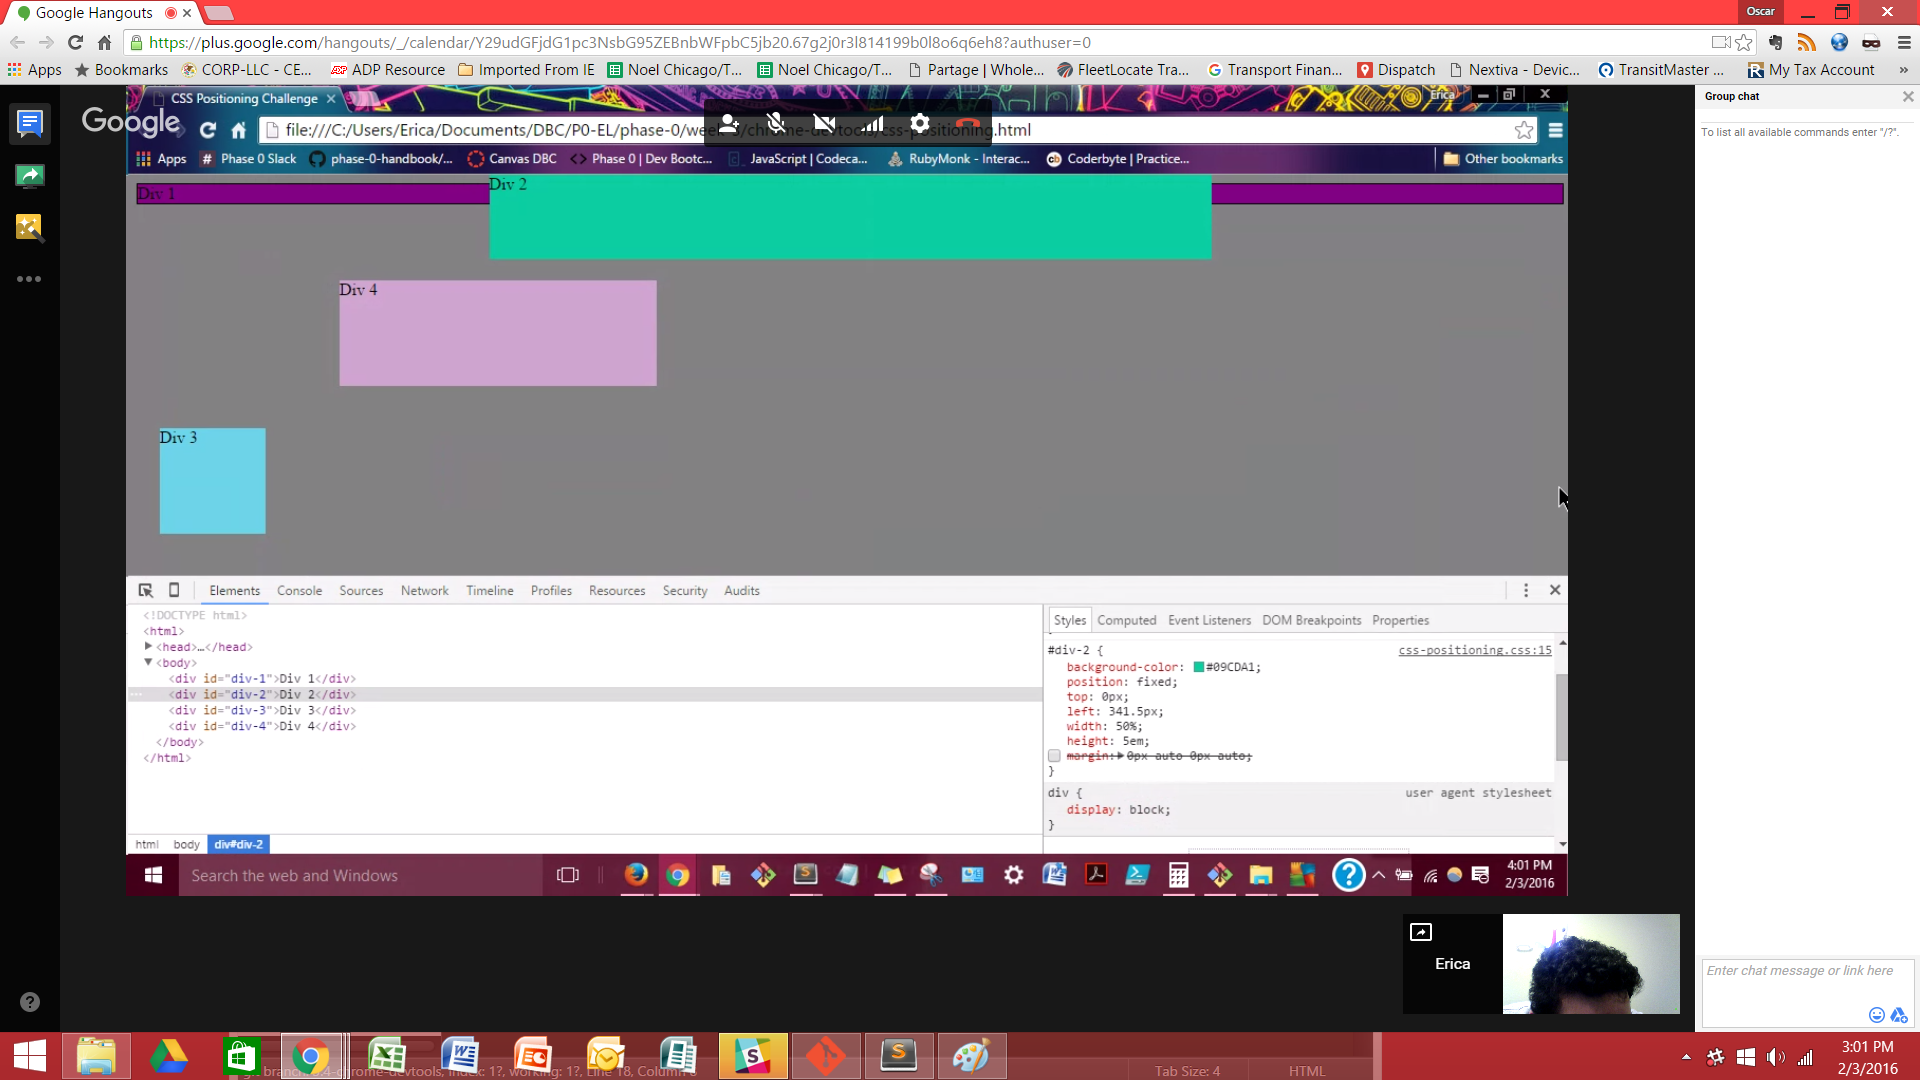 Google Hangouts
Oscar
https://plus.google.com/hangouts/_/calendar/Y29udGFjdG1pc3NsbG95ZEBnbWFpbC5jb20.67g2j0r3l814199b0l8o6q6eh8?authuser=0
Apps Bookmarks CORP-LLC - CE... ADP Resource Imported From IE Noel Chicago/T... Noel Chicago/T... Partage | Whole... FleetLocate Tra... Transport Finan... Dispatch Nextiva - Devic... TransitMaster ... My Tax Account »
CSS Positioning Challenge
Erica
Group chat
Google
file:///C:/Users/Erica/Documents/DBC/P0-EL/phase-0/week-3/chrome-devtools/css-positioning.html
To list all available commands enter "/?".
Apps # Phase 0 Slack phase-0-handbook/... Canvas DBC <> Phase 0 | Dev Bootc... JavaScript | Codeca... RubyMonk - Interac... Coderbyte | Practice... Other bookmarks
Div 1
Div 2
Div 4
Div 3
Elements Console Sources Network Timeline Profiles Resources Security Audits
<!DOCTYPE html>
<html>
<head>…</head>
<body>
<div id="div-1">Div 1</div>
<div id="div-2">Div 2</div>
<div id="div-3">Div 3</div>
<div id="div-4">Div 4</div>
</body>
</html>
html body div#div-2
Styles Computed Event Listeners DOM Breakpoints Properties
#div-2 { css-positioning.css:15
background-color: #09CDA1;
position: fixed;
top: 0px;
left: 341.5px;
width: 50%;
height: 5em;
margin: 0px auto 0px auto;
}
div { user agent stylesheet
display: block;
}
Search the web and Windows
4:01 PM
2/3/2016
Erica
Enter chat message or link here
branch: 3.4-chrome-devtools, index: 1?, working: 1?, Line 18, Column
Tab Size: 4
HTML
3:01 PM
2/3/2016